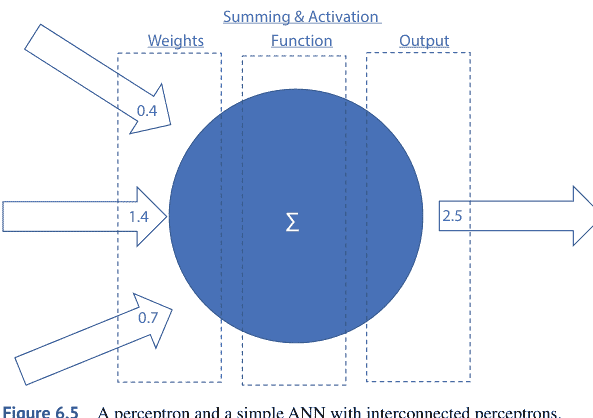 Summing & Activation
Weights Function Output
0.4
1.4 Σ 2.5
0.7
Figure 6.5 A perceptron and a simple ANN with interconnected perceptrons.